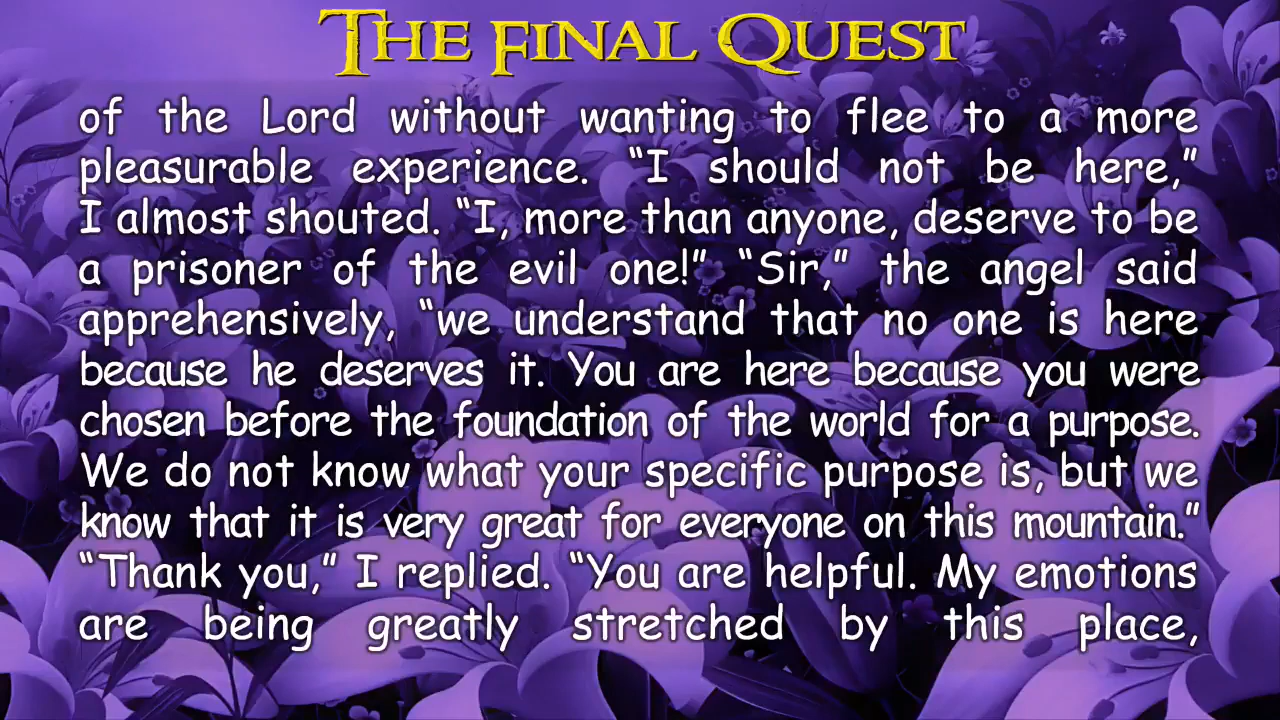 The Final Quest
of the Lord without wanting to flee to a more
pleasurable experience. “I should not be here,”
I almost shouted. “I, more than anyone, deserve to be
a prisoner of the evil one!” “Sir,” the angel said
apprehensively, “we understand that no one is here
because he deserves it. You are here because you were
chosen before the foundation of the world for a purpose.
We do not know what your specific purpose is, but we
know that it is very great for everyone on this mountain.”
“Thank you,” I replied. “You are helpful. My emotions
are being greatly stretched by this place,